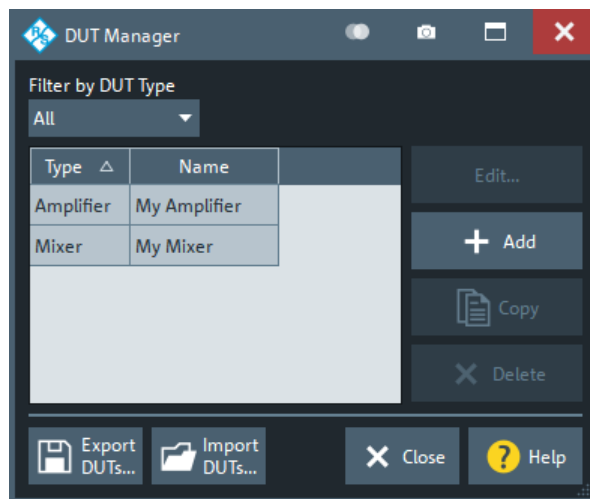 DUT Manager
Filter by DUT Type
All
Type Name
Amplifier My Amplifier
Mixer My Mixer
Edit...
Add
Copy
Delete
Export
DUTs...
Import
DUTs...
Close
? Help